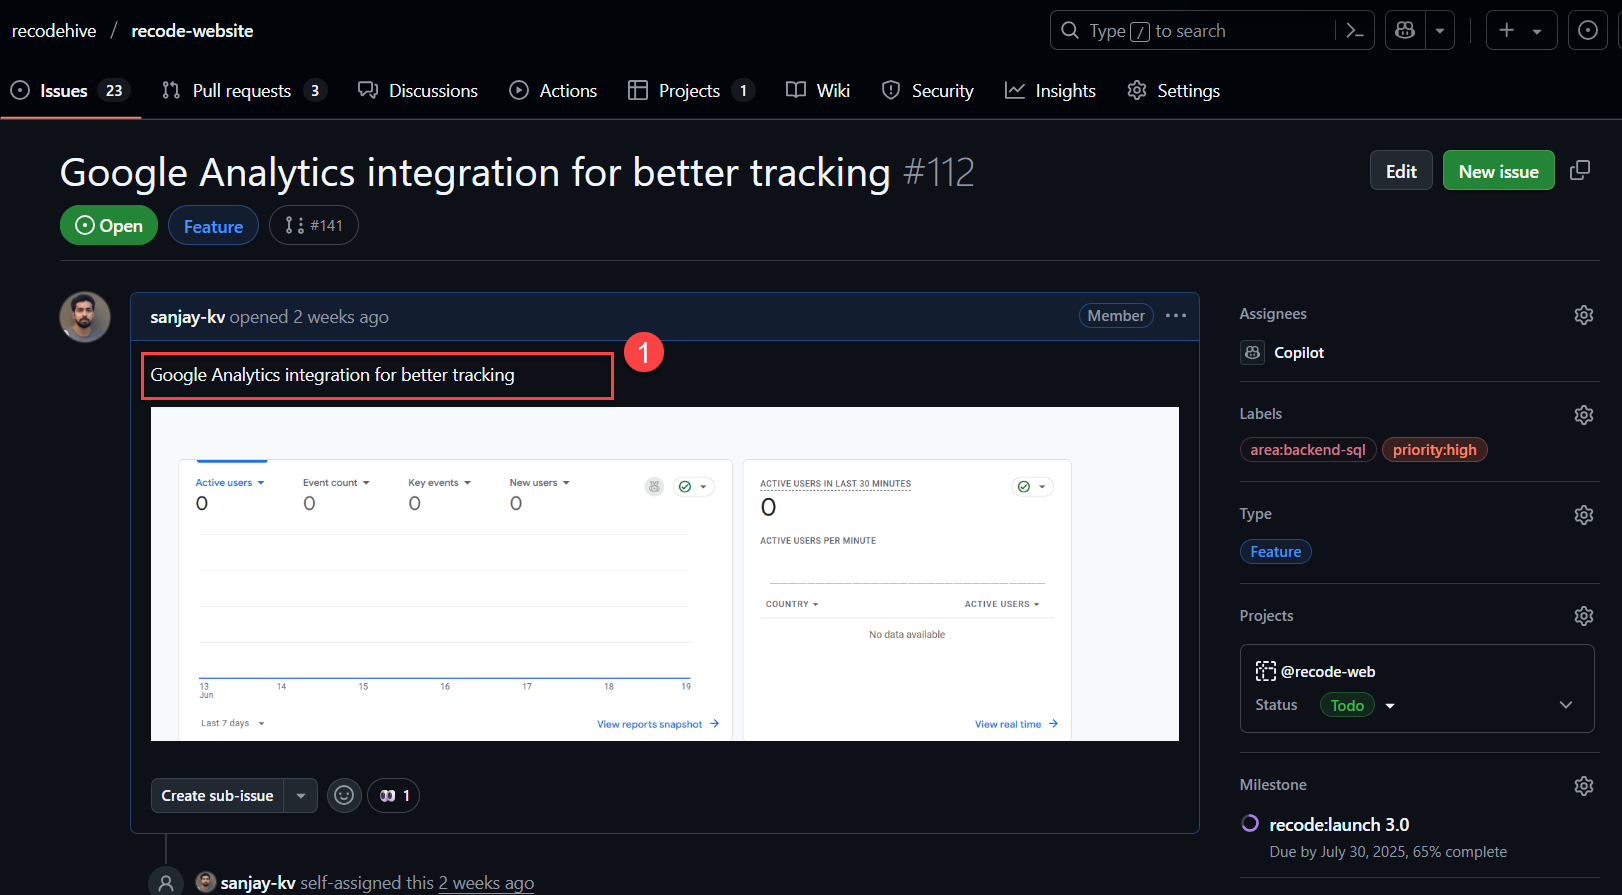 recodehive / recode-website
Type / to search
Issues 23 Pull requests 3 Discussions Actions Projects 1 Wiki Security Insights Settings
Google Analytics integration for better tracking #112
Edit New issue
Open Feature #141
sanjay-kv opened 2 weeks ago
Member
Google Analytics integration for better tracking
1
Active users Event count Key events New users
0 0 0 0
13 14 15 16 17 18 19
Jun
Last 7 days
View reports snapshot
ACTIVE USERS IN LAST 30 MINUTES
0
ACTIVE USERS PER MINUTE
COUNTRY ACTIVE USERS
No data available
View real time
Create sub-issue 1
sanjay-kv self-assigned this 2 weeks ago
Assignees
Copilot
Labels
area:backend-sql priority:high
Type
Feature
Projects
@recode-web
Status Todo
Milestone
recode:launch 3.0
Due by July 30, 2025, 65% complete